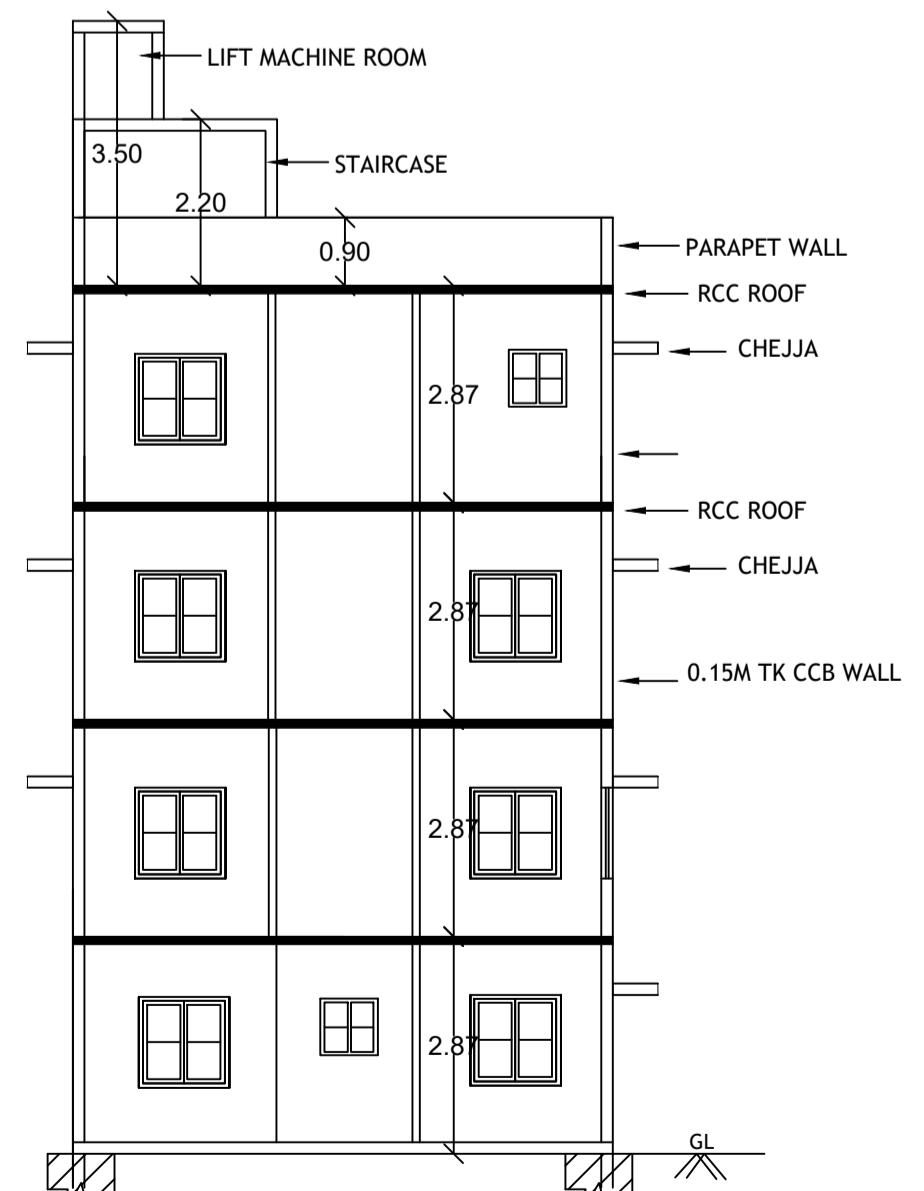 LIFT MACHINE ROOM
3.50
STAIRCASE
2.20
0.90
PARAPET WALL
RCC ROOF
CHEJJA
2.87
RCC ROOF
CHEJJA
2.87
0.15M TK CCB WALL
2.87
2.87
GL